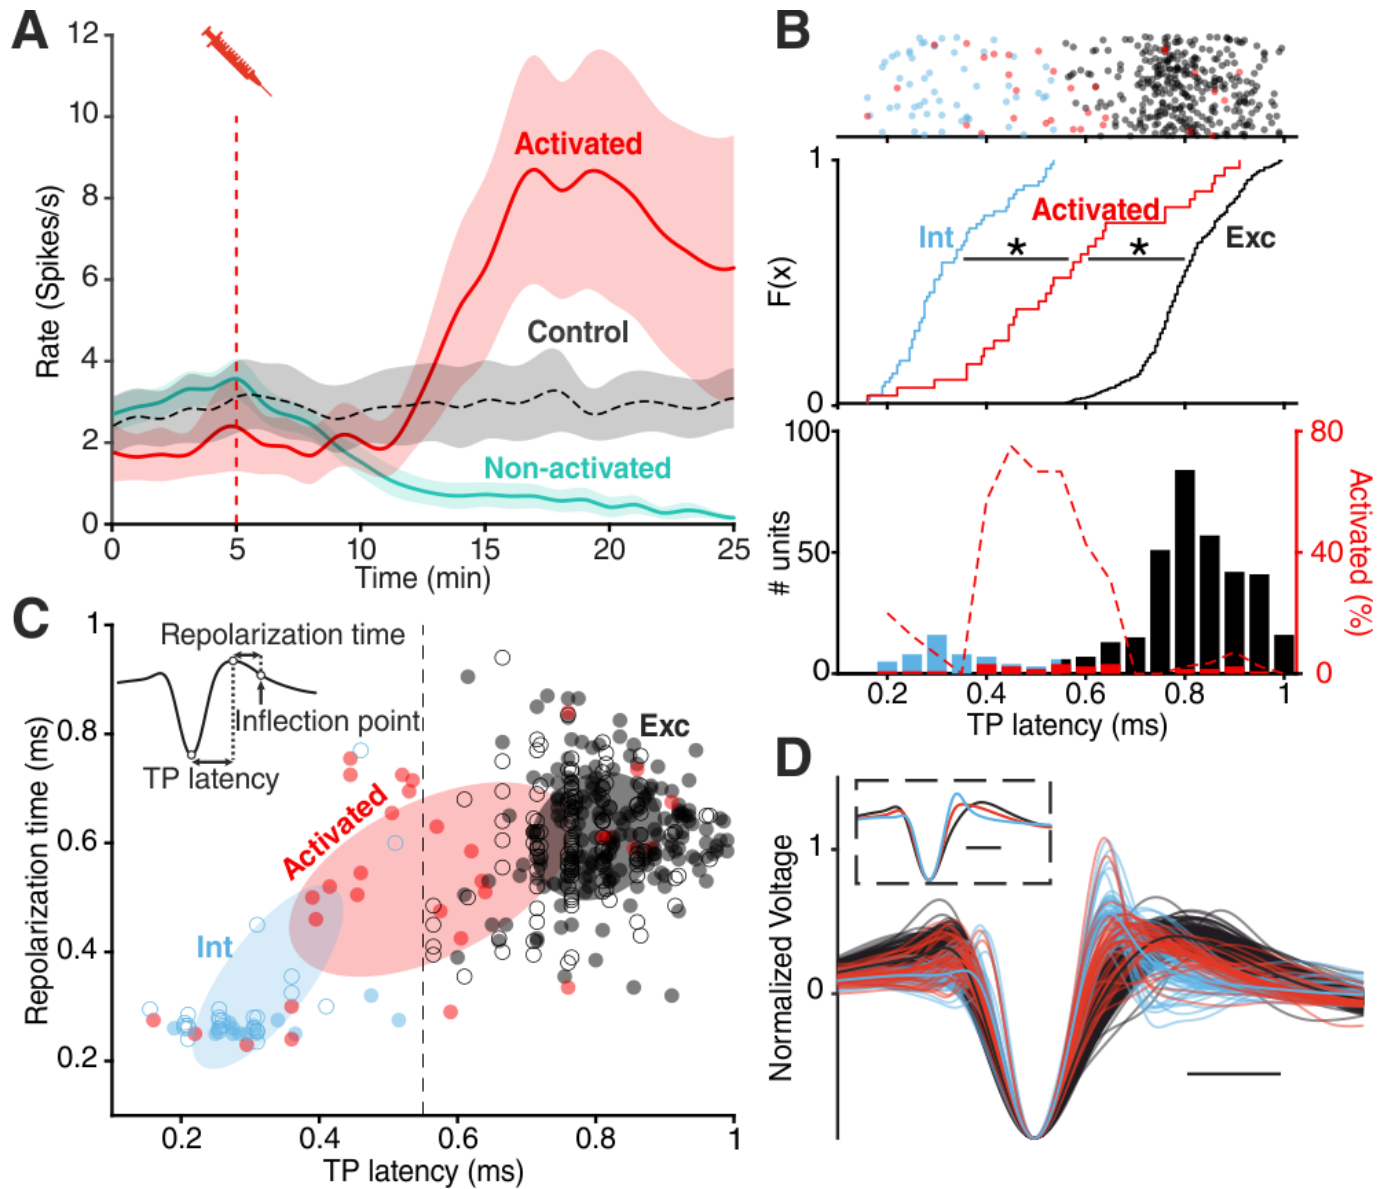 A
12
10
8
6
4
2
0
Rate (Spikes/s)
Activated
Control
Non-activated
0 5 10 15 20 25
Time (min)
B
1
0
F(x)
Int
Activated
Exc
*
*
100
50
0
# units
80
40
0
Activated (%)
0.2 0.4 0.6 0.8 1
TP latency (ms)
C
1
0.8
0.6
0.4
0.2
Repolarization time (ms)
Repolarization time
Inflection point
TP latency
Activated
Int
Exc
0.2 0.4 0.6 0.8 1
TP latency (ms)
D
1
0
Normalized Voltage